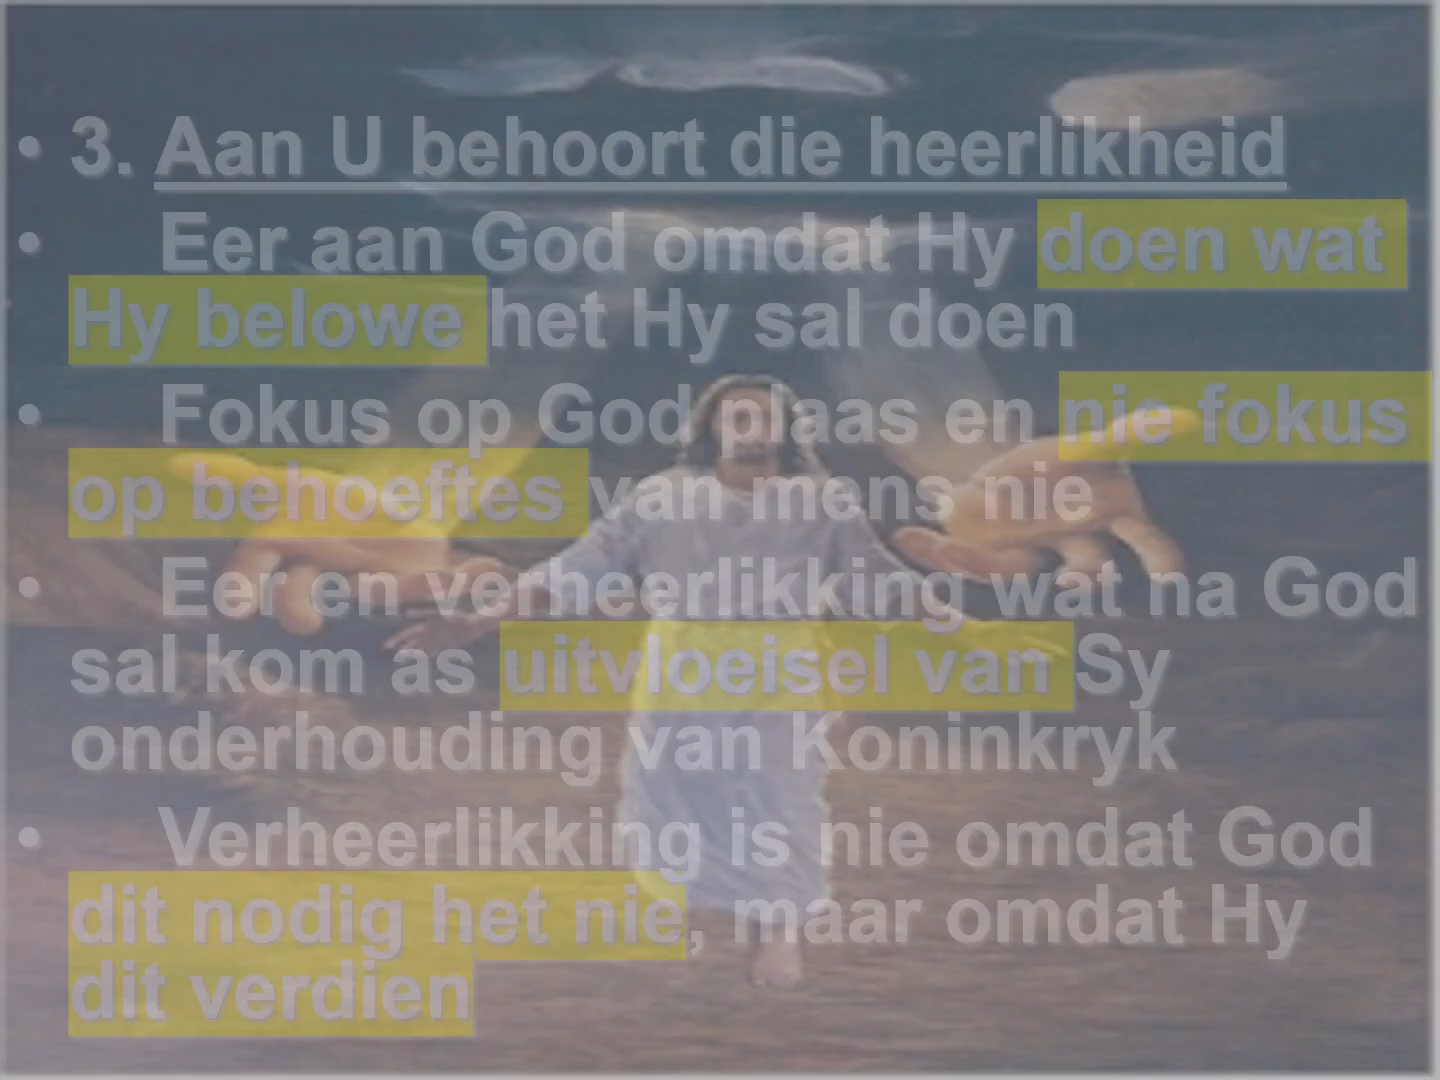 • 3. Aan U behoort die heerlikheid
• Eer aan God omdat Hy doen wat
Hy belowe het Hy sal doen
• Fokus op God plaas en nie fokus
op behoeftes van mens nie
• Eer en verheerlikking wat na God
sal kom as uitvloeisel van Sy
onderhouding van Koninkryk
• Verheerlikking is nie omdat God
dit nodig het nie, maar omdat Hy
dit verdien